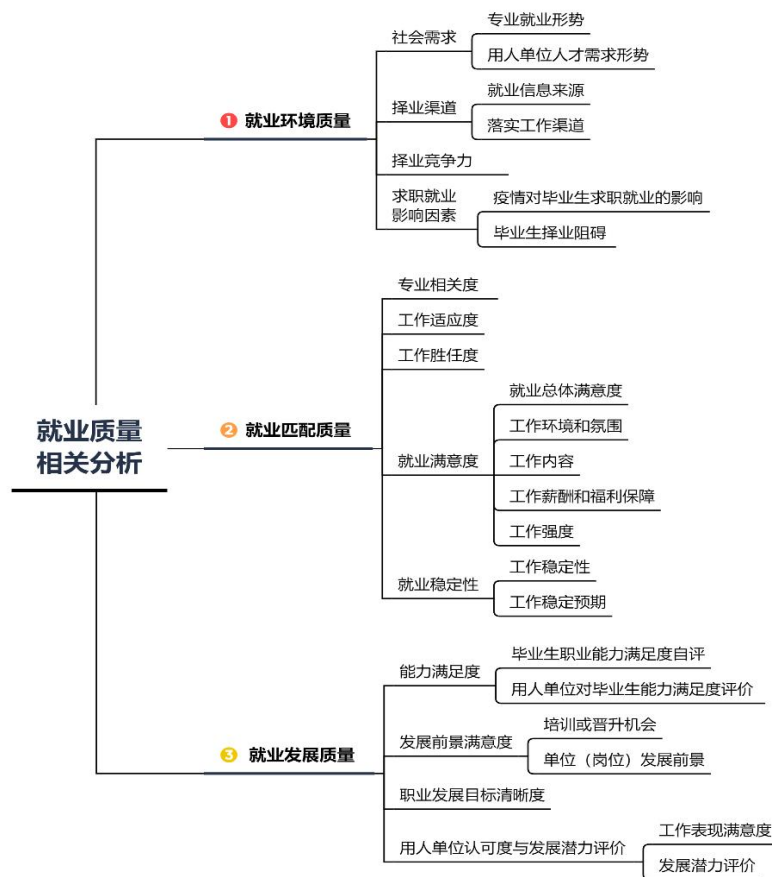 就业质量
相关分析
❶ 就业环境质量
社会需求
专业就业形势
用人单位人才需求形势
择业渠道
就业信息来源
落实工作渠道
择业竞争力
求职就业
影响因素
疫情对毕业生求职就业的影响
毕业生择业阻碍
❷ 就业匹配质量
专业相关度
工作适应度
工作胜任度
就业满意度
就业总体满意度
工作环境和氛围
工作内容
工作薪酬和福利保障
工作强度
就业稳定性
工作稳定性
工作稳定预期
❸ 就业发展质量
能力满足度
毕业生职业能力满足度自评
用人单位对毕业生能力满足度评价
发展前景满意度
培训或晋升机会
单位（岗位）发展前景
职业发展目标清晰度
用人单位认可度与发展潜力评价
工作表现满意度
发展潜力评价